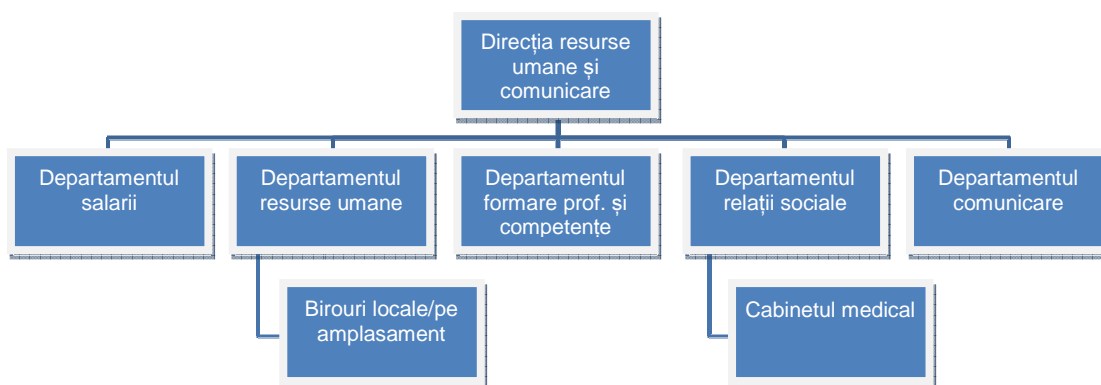 Direcția resurse
umane și
comunicare
Departamentul
salarii
Departamentul
resurse umane
Departamentul
formare prof. și
competențe
Departamentul
relații sociale
Departamentul
comunicare
Birouri locale/pe
amplasament
Cabinetul medical